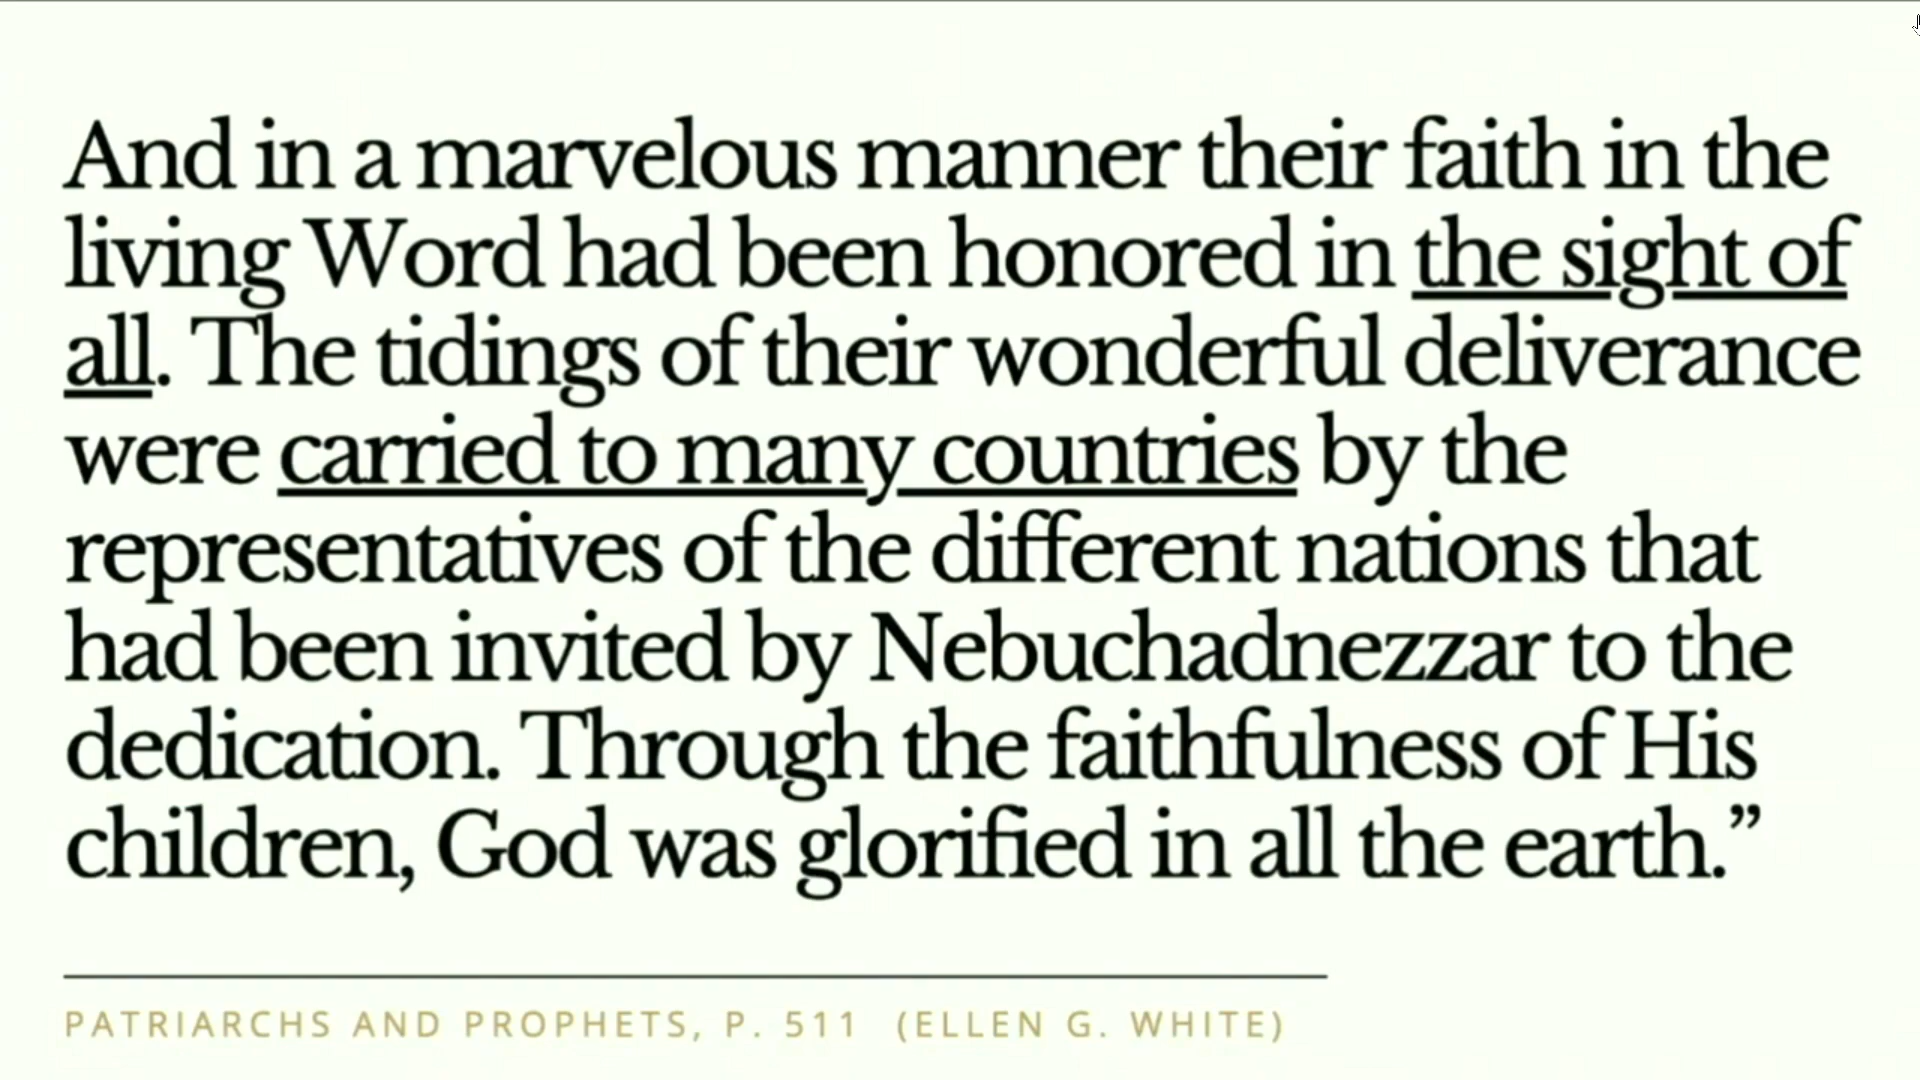 And in a marvelous manner their faith in the
living Word had been honored in the sight of
all. The tidings of their wonderful deliverance
were carried to many countries by the
representatives of the different nations that
had been invited by Nebuchadnezzar to the
dedication. Through the faithfulness of His
children, God was glorified in all the earth.”
PATRIARCHS AND PROPHETS, P. 511 (ELLEN G. WHITE)